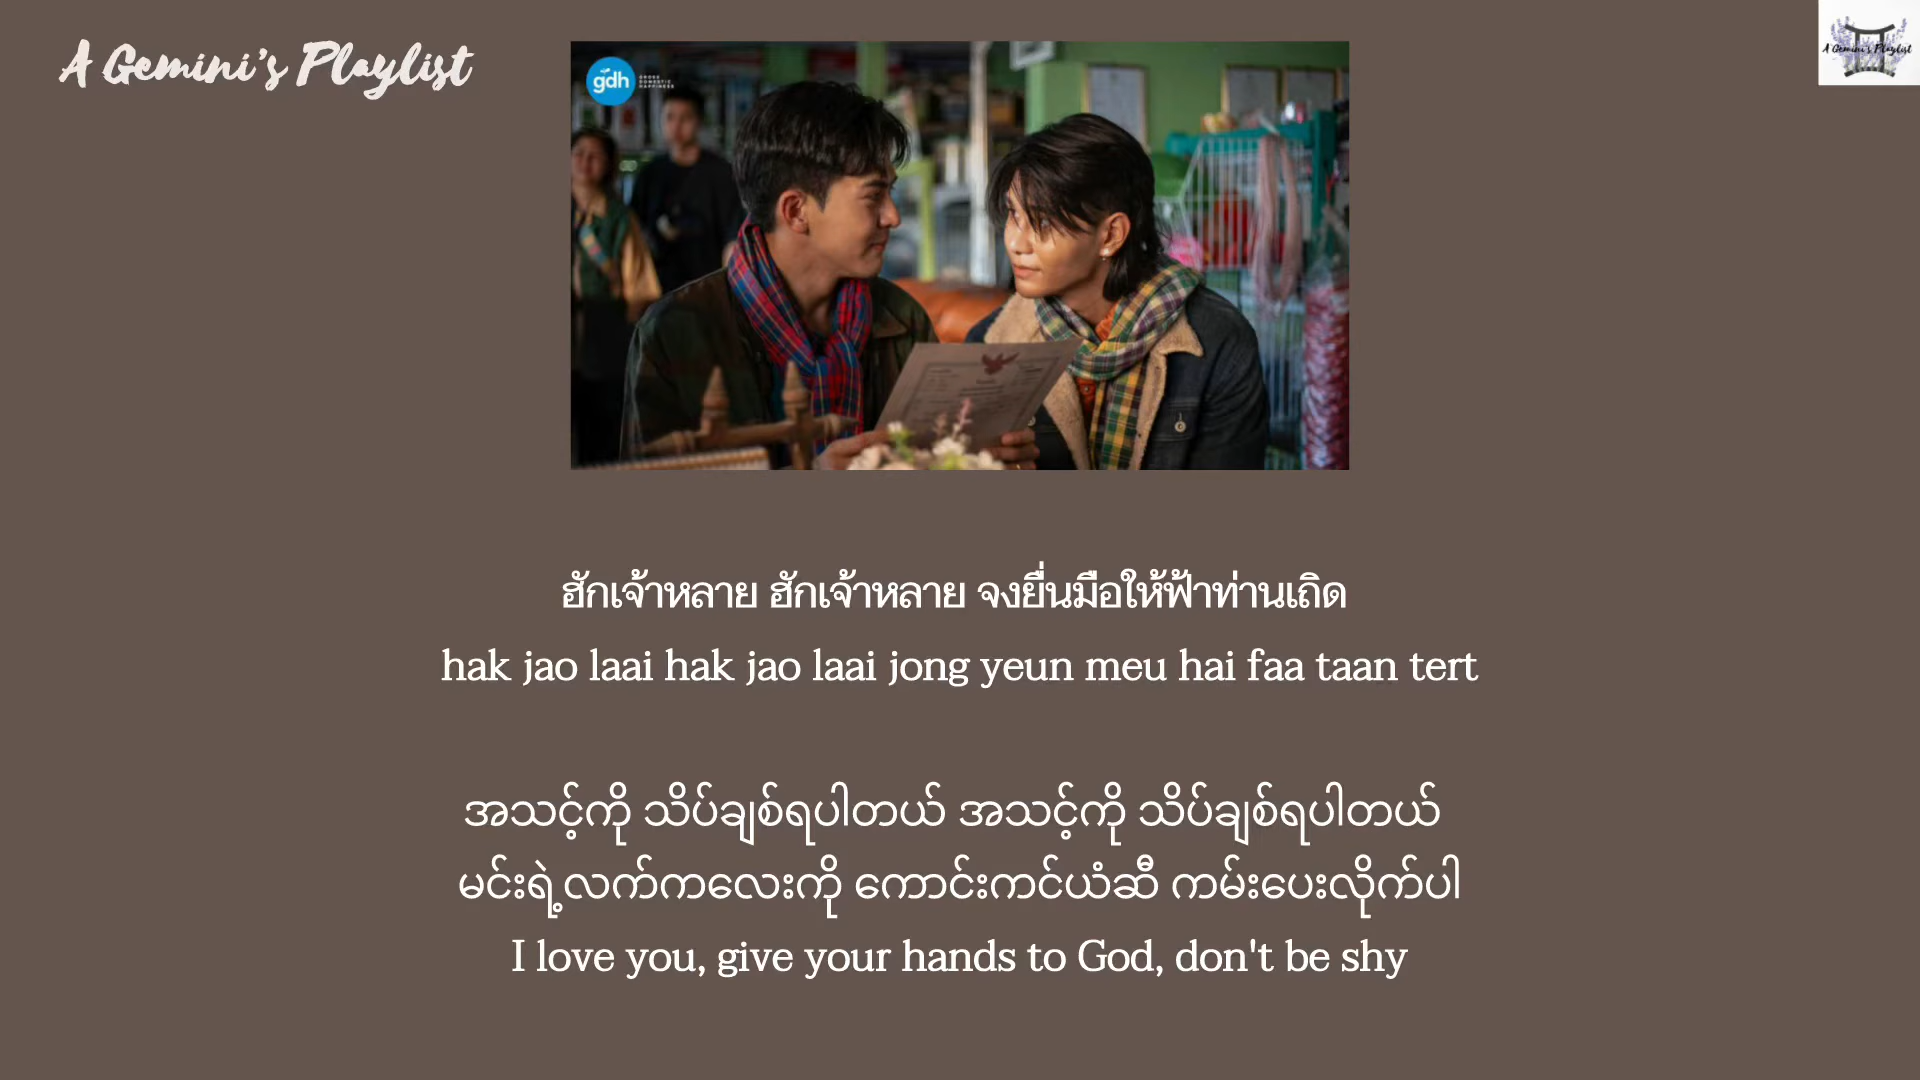 A Gemini's Playlist
A Gemini's Playlist
gdh
GROSS
DOMESTIC
HAPPINESS
ฮักเจ้าหลาย ฮักเจ้าหลาย จงยื่นมือให้ฟ้าท่านเถิด
hak jao laai hak jao laai jong yeun meu hai faa taan tert
အသင့်ကို သိပ်ချစ်ရပါတယ် အသင့်ကို သိပ်ချစ်ရပါတယ်
မင်းရဲ့လက်ကလေးကို ကောင်းကင်ယံဆီ ကမ်းပေးလိုက်ပါ
I love you, give your hands to God, don't be shy